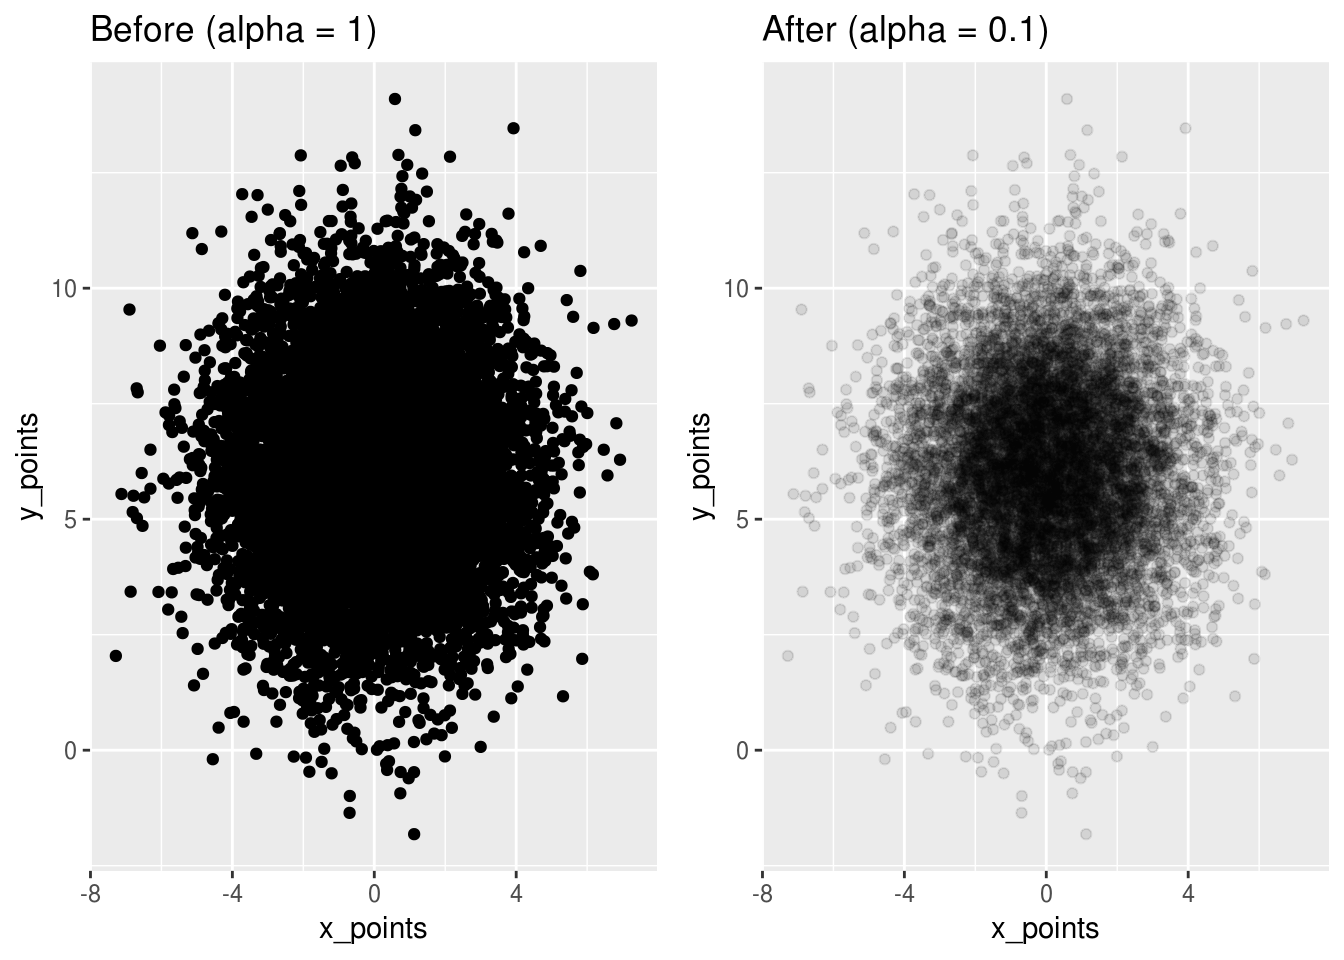 Before (alpha = 1)
y_points
10
5
0
-8
-4
0
4
x_points
After (alpha = 0.1)
y_points
10
5
0
-8
-4
0
4
x_points